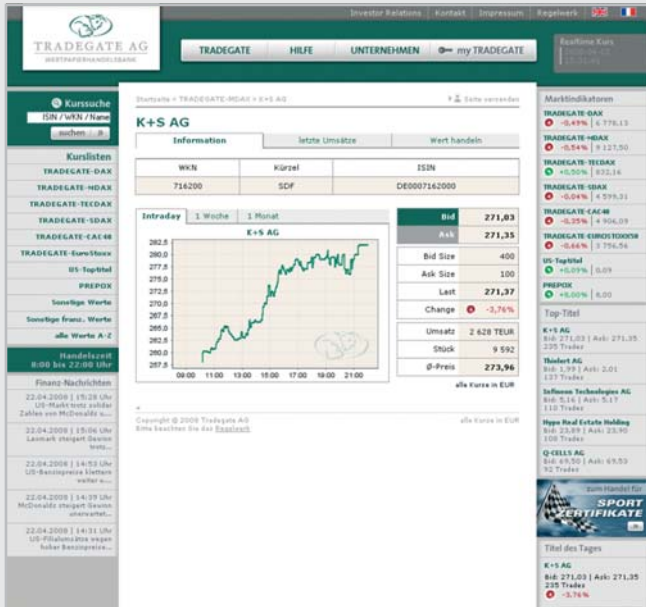 Investor Relations | Kontakt | Impressum | Regelwerk
TRADEGATE AG
WERTPAPIERHANDELSBANK
TRADEGATE
HILFE
UNTERNEHMEN
my TRADEGATE
Realtime Kurs
Kurssuche
ISIN / WKN / Name
suchen
Kurslisten
TRADEGATE-DAX
TRADEGATE-MDAX
TRADEGATE-TECDAX
TRADEGATE-SDAX
TRADEGATE-CAC40
TRADEGATE-EuroStoxx
US-Toptitel
PREPOX
Sonstige Werte
Sonstige franz. Werte
alle Werte A-Z
Handelszeit
8:00 bis 22:00 Uhr
Finanz-Nachrichten
22.04.2008 | 15:28 Uhr
US-Markt trotz solider
Zahlen von McDonalds u...
22.04.2008 | 15:06 Uhr
Lexmark steigert Gewinn
trotz...
22.04.2008 | 14:53 Uhr
US-Benzinpreise klettern
weiter a...
22.04.2008 | 14:39 Uhr
McDonalds steigert Gewinn
unerwartet...
22.04.2008 | 14:31 Uhr
US-Filialumsätze wegen
hoher Benzinpreise...
Startseite > TRADEGATE-MDAX > K+S AG
Seite versenden
K+S AG
Information
letzte Umsätze
Wert handeln
WKN Kürzel ISIN
716200 SDF DE0007162000
Intraday
1 Woche
1 Monat
K+S AG
282,5
280,0
277,5
275,0
272,5
270,0
267,5
265,0
262,5
260,0
257,5
09:00 11:00 13:00 15:00 17:00 19:00 21:00
Bid 271,03
Ask 271,35
Bid Size 400
Ask Size 100
Last 271,37
Change -3,76%
Umsatz 2 628 TEUR
Stück 9 592
Ø-Preis 273,96
alle Kurse in EUR
Copyright © 2008 Tradegate AG
Bitte beachten Sie das Regelwerk
alle Kurse in EUR
Marktindikatoren
TRADEGATE-DAX
-0,49% | 6 778,13
TRADEGATE-MDAX
-0,54% | 9 127,50
TRADEGATE-TECDAX
+0,50% | 832,16
TRADEGATE-SDAX
-0,04% | 4 599,31
TRADEGATE-CAC40
-0,35% | 4 906,09
TRADEGATE-EUROSTOXX50
-0,66% | 3 756,56
US-Toptitel
+0,09% | 0,09
PREPOX
+0,00% | 0,00
Top-Titel
K+S AG
Bid: 271,03 | Ask: 271,35
235 Trades
Thielert AG
Bid: 1,99 | Ask: 2,01
137 Trades
Infineon Technologies AG
Bid: 5,16 | Ask: 5,17
110 Trades
Hypo Real Estate Holding
Bid: 23,89 | Ask: 23,90
108 Trades
Q-CELLS AG
Bid: 69,50 | Ask: 69,53
92 Trades
zum Handel für
SPORT
ZERTIFIKATE
Titel des Tages
K+S AG
Bid: 271,03 | Ask: 271,35
235 Trades
-3,76%